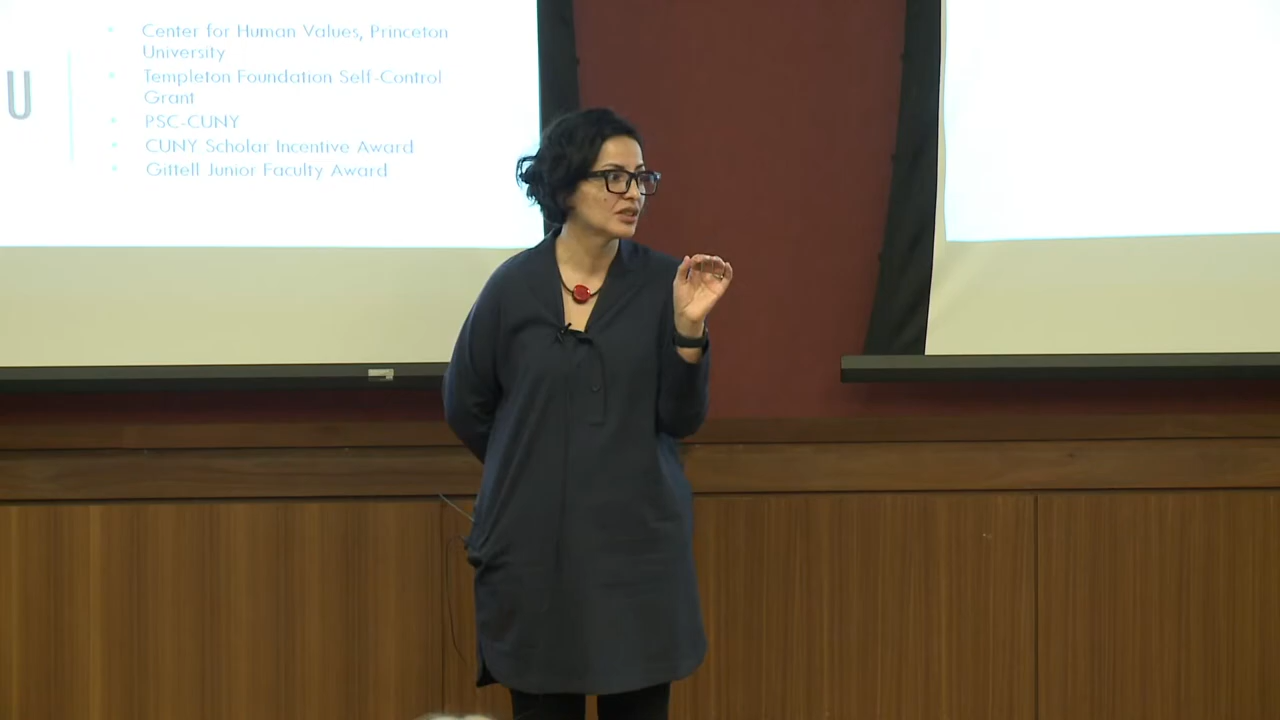 U
Center for Human Values, Princeton
University
Templeton Foundation Self-Control
Grant
PSC-CUNY
CUNY Scholar Incentive Award
Gittell Junior Faculty Award